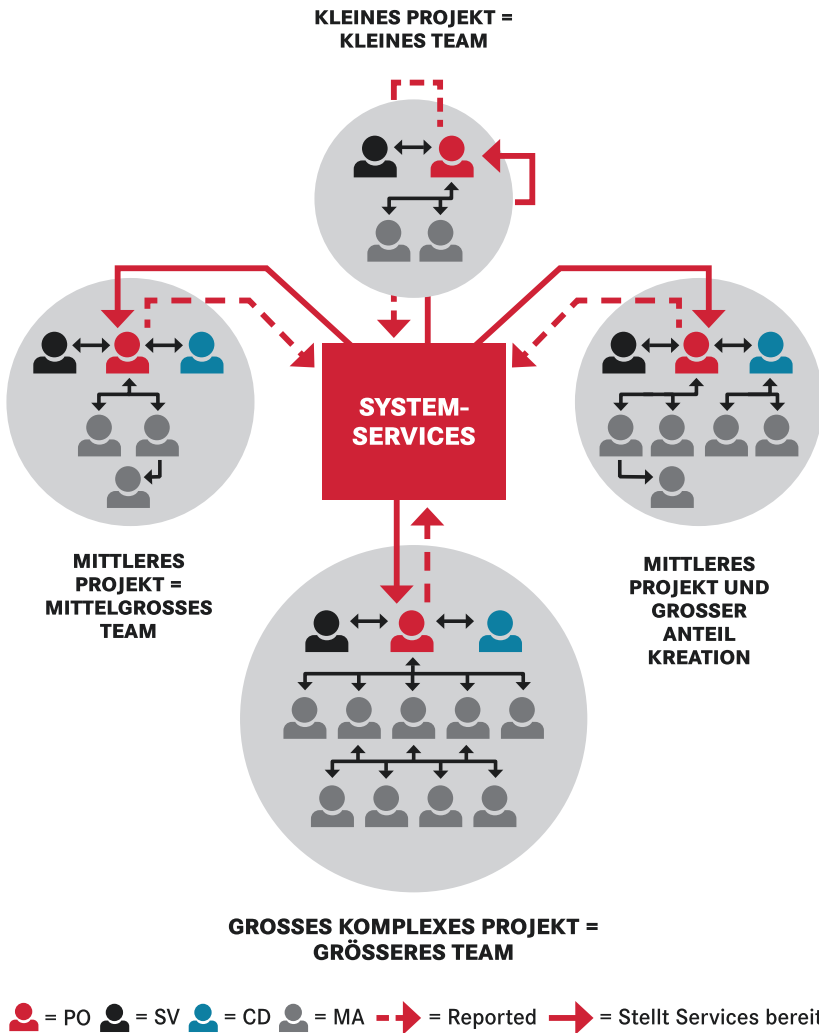 KLEINES PROJEKT =
KLEINES TEAM
SYSTEM-
SERVICES
MITTLERES
PROJEKT =
MITTELGROSSES
TEAM
MITTLERES
PROJEKT UND
GROSSER
ANTEIL
KREATION
GROSSES KOMPLEXES PROJEKT =
GRÖSSERES TEAM
= PO = SV = CD = MA = Reported = Stellt Services bereit